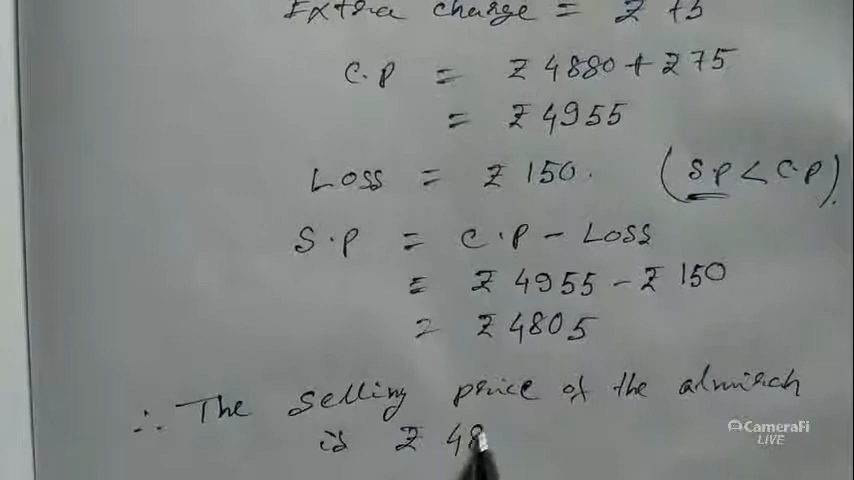 Extra charge = ₹ 75
C.P = ₹ 4880 + ₹ 75
= ₹ 4955
Loss = ₹ 150. (S.P < C.P).
S.P = C.P - Loss
= ₹ 4955 - ₹ 150
= ₹ 4805
∴ The selling price of the almirah
is ₹ 48
CameraFi
LIVE